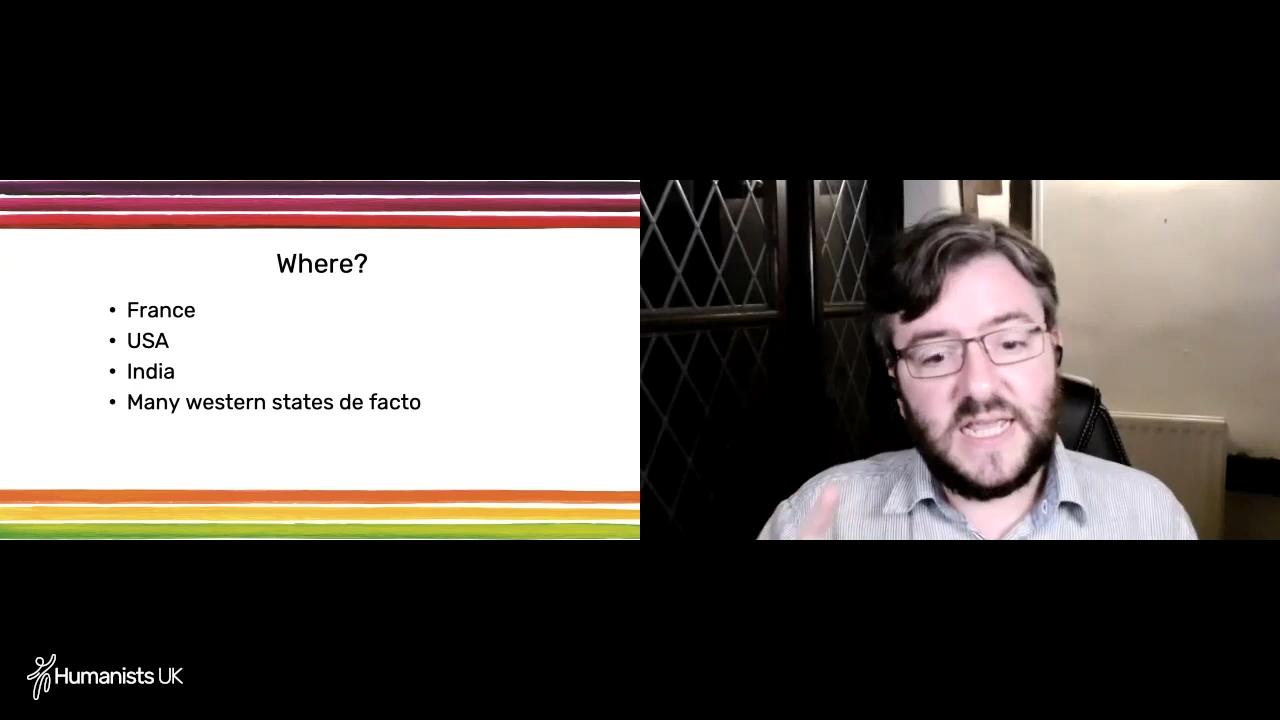 Where?
• France
• USA
• India
• Many western states de facto
Humanists UK